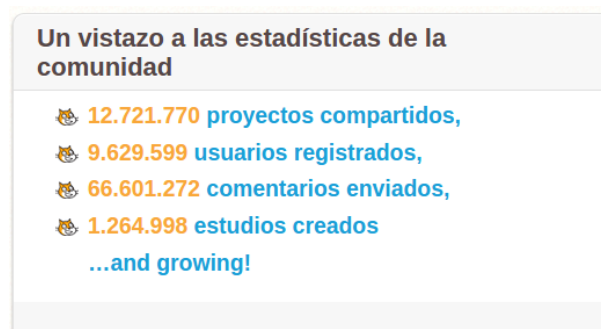 Un vistazo a las estadísticas de la
comunidad
12.721.770 proyectos compartidos,
9.629.599 usuarios registrados,
66.601.272 comentarios enviados,
1.264.998 estudios creados
…and growing!